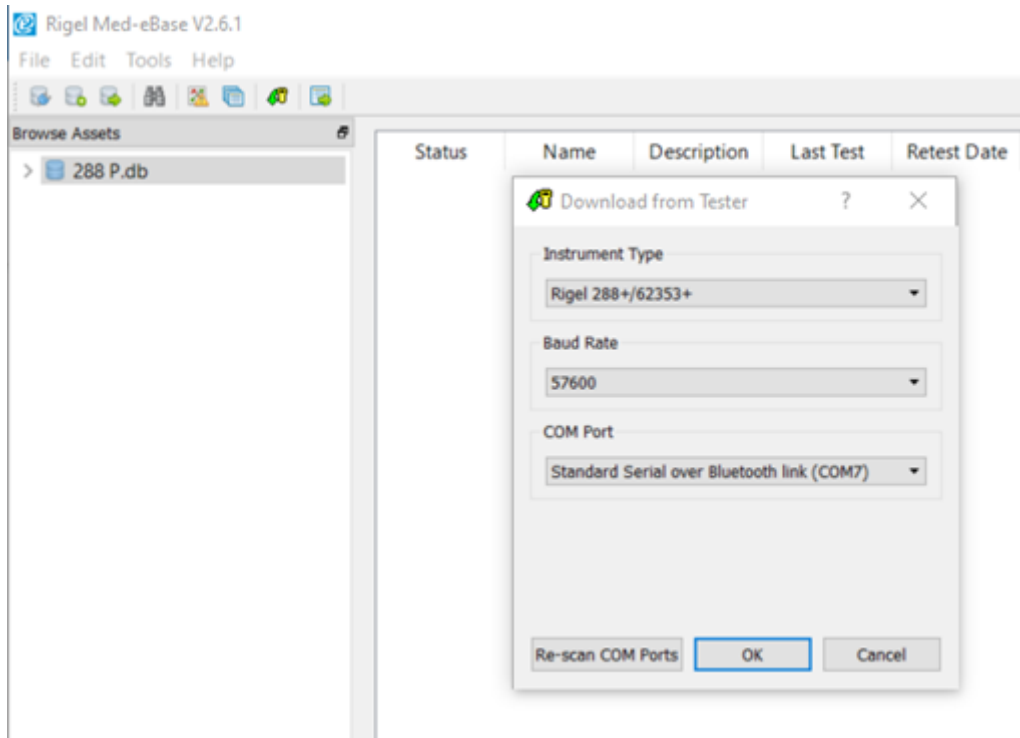 Rigel Med-eBase V2.6.1
File Edit Tools Help
Browse Assets
288 P.db
Status Name Description Last Test Retest Date
Download from Tester ?
Instrument Type
Rigel 288+/62353+
Baud Rate
57600
COM Port
Standard Serial over Bluetooth link (COM7)
Re-scan COM Ports OK Cancel